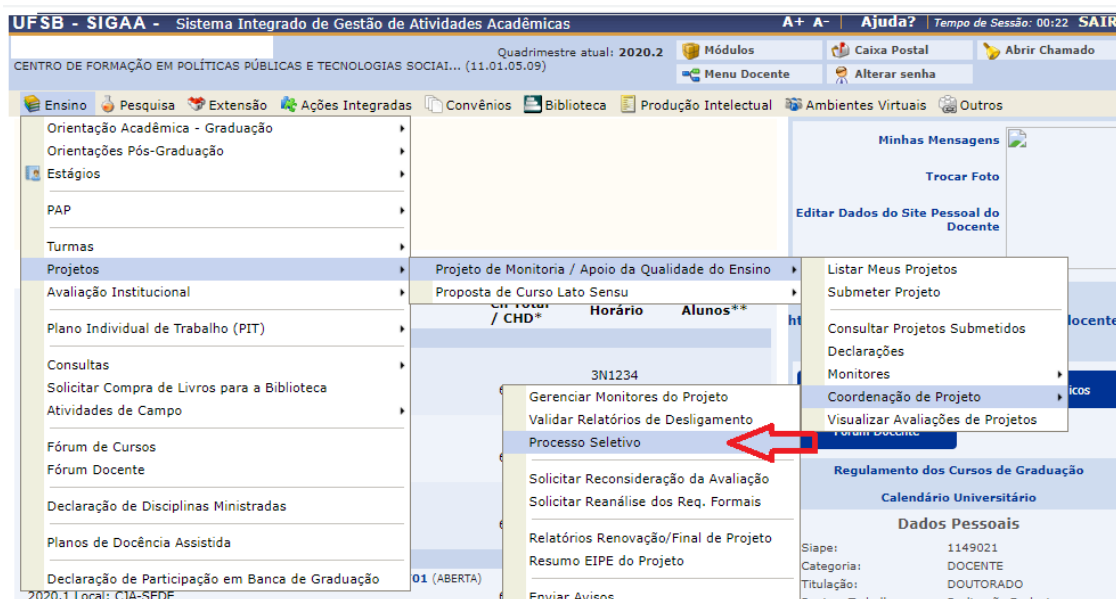 UFSB - SIGAA - Sistema Integrado de Gestão de Atividades Acadêmicas
A+ A- | Ajuda? | Tempo de Sessão: 00:22 SAIR
Quadrimestre atual: 2020.2
CENTRO DE FORMAÇÃO EM POLÍTICAS PÚBLICAS E TECNOLOGIAS SOCIAI... (11.01.05.09)
Módulos
Caixa Postal
Abrir Chamado
Menu Docente
Alterar senha
Ensino Pesquisa Extensão Ações Integradas Convênios Biblioteca Produção Intelectual Ambientes Virtuais Outros
Orientação Acadêmica - Graduação
Orientações Pós-Graduação
Estágios
PAP
Turmas
Projetos
Avaliação Institucional
Plano Individual de Trabalho (PIT)
Consultas
Solicitar Compra de Livros para a Biblioteca
Atividades de Campo
Fórum de Cursos
Fórum Docente
Declaração de Disciplinas Ministradas
Planos de Docência Assistida
Declaração de Participação em Banca de Graduação
2020.1 Local: CJA-SEDE
Projeto de Monitoria / Apoio da Qualidade do Ensino
Proposta de Curso Lato Sensu
/ CHD*
Horário
Alunos**
3N1234
01 (ABERTA)
Gerenciar Monitores do Projeto
Validar Relatórios de Desligamento
Processo Seletivo
Solicitar Reconsideração da Avaliação
Solicitar Reanálise dos Req. Formais
Relatórios Renovação/Final de Projeto
Resumo EIPE do Projeto
Enviar Avisos
Minhas Mensagens
Trocar Foto
Editar Dados do Site Pessoal do
Docente
Listar Meus Projetos
Submeter Projeto
Consultar Projetos Submetidos
Declarações
Monitores
Coordenação de Projeto
Visualizar Avaliações de Projetos
Fórum Docente
Regulamento dos Cursos de Graduação
Calendário Universitário
Dados Pessoais
Siape: 1149021
Categoria: DOCENTE
Titulação: DOUTORADO